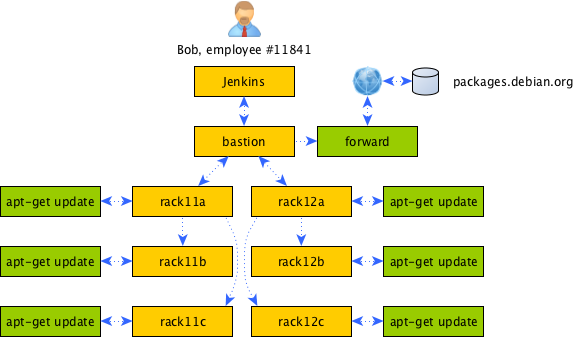 Bob, employee #11841
Jenkins
packages.debian.org
bastion
forward
apt-get update
rack11a
rack12a
apt-get update
apt-get update
rack11b
rack12b
apt-get update
apt-get update
rack11c
rack12c
apt-get update